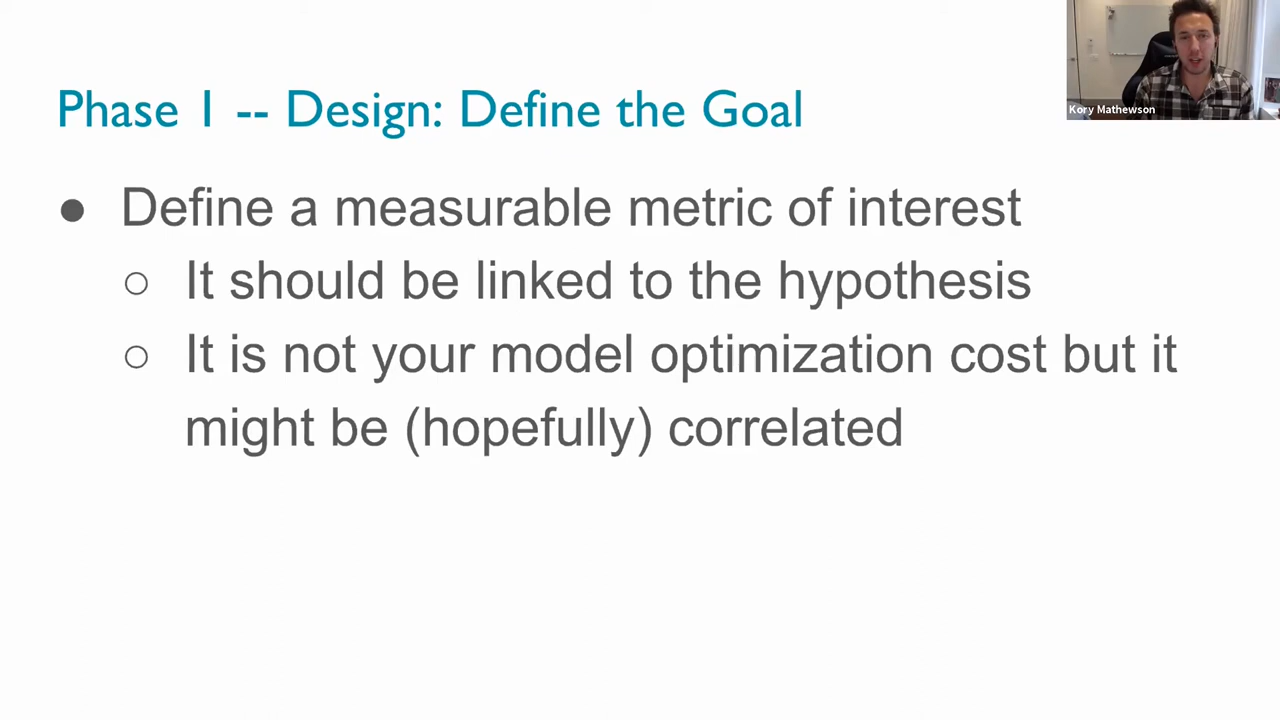 Phase 1 -- Design: Define the Goal
Kory Mathewson
● Define a measurable metric of interest
○ It should be linked to the hypothesis
○ It is not your model optimization cost but it
might be (hopefully) correlated